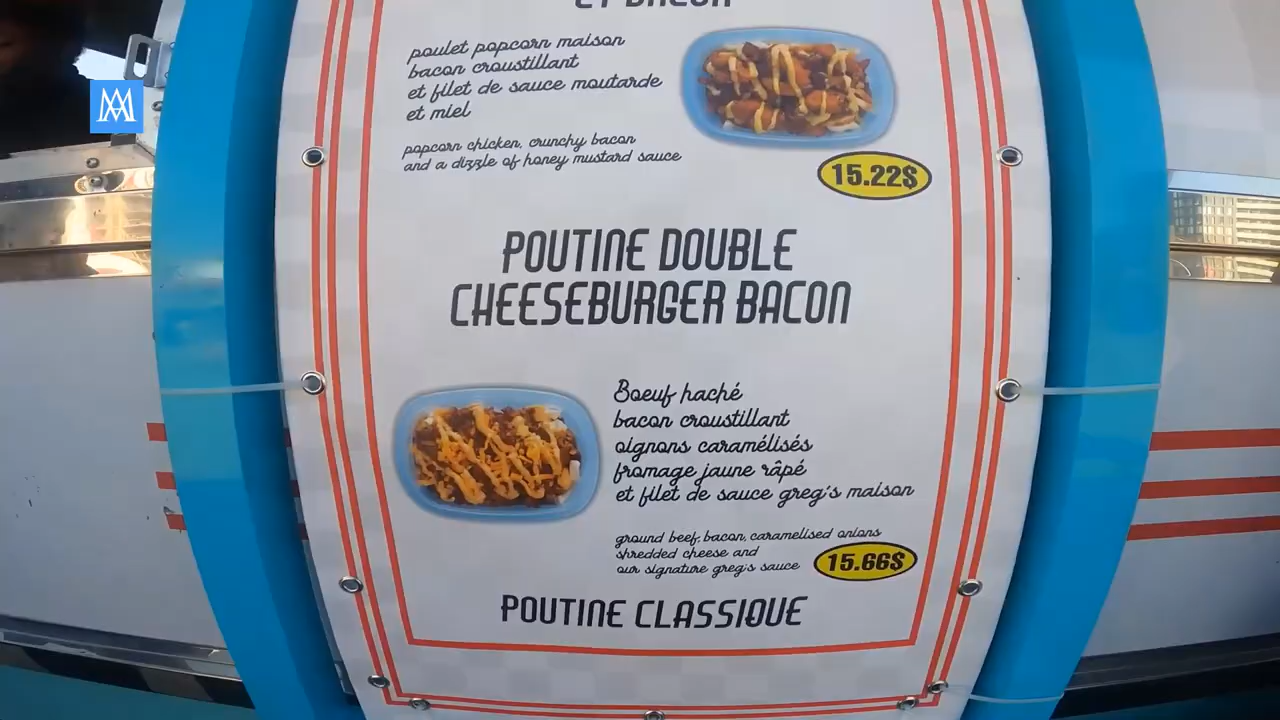 ET BACON
poulet popcorn maison
bacon croustillant
et filet de sauce moutarde
et miel
popcorn chicken, crunchy bacon
and a dizzle of honey mustard sauce
15.22$
POUTINE DOUBLE
CHEESEBURGER BACON
Boeuf haché
bacon croustillant
oignons caramélisés
fromage jaune râpé
et filet de sauce greg's maison
ground beef, bacon, caramelised onions
shredded cheese and
our signature greg's sauce
15.66$
POUTINE CLASSIQUE